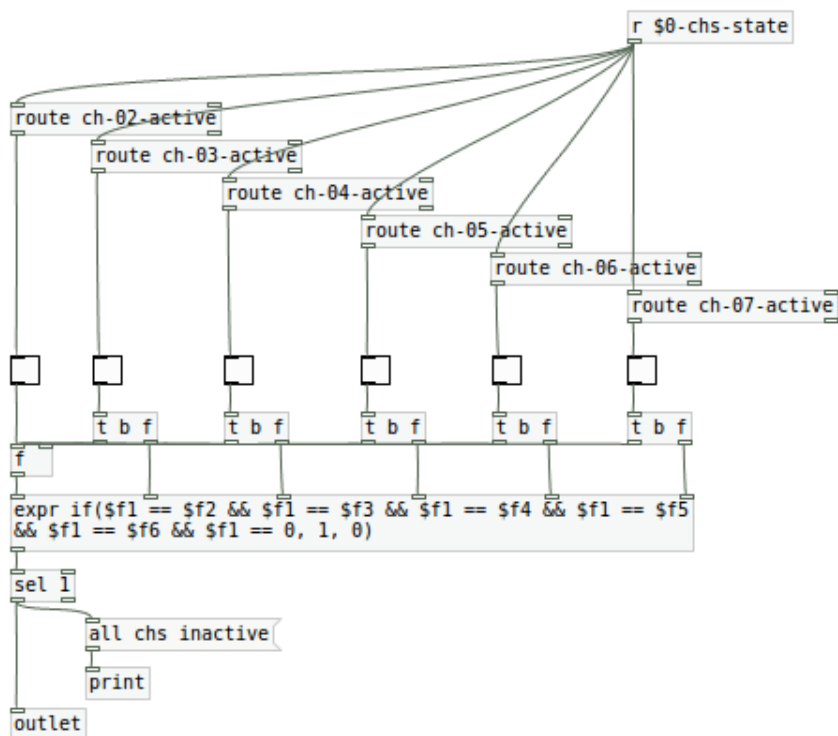 r $0-chs-state
route ch-02-active
route ch-03-active
route ch-04-active
route ch-05-active
route ch-06-active
route ch-07-active
t b f
t b f
t b f
t b f
t b f
f
expr if($f1 == $f2 && $f1 == $f3 && $f1 == $f4 && $f1 == $f5
&& $f1 == $f6 && $f1 == 0, 1, 0)
sel 1
all chs inactive
print
outlet